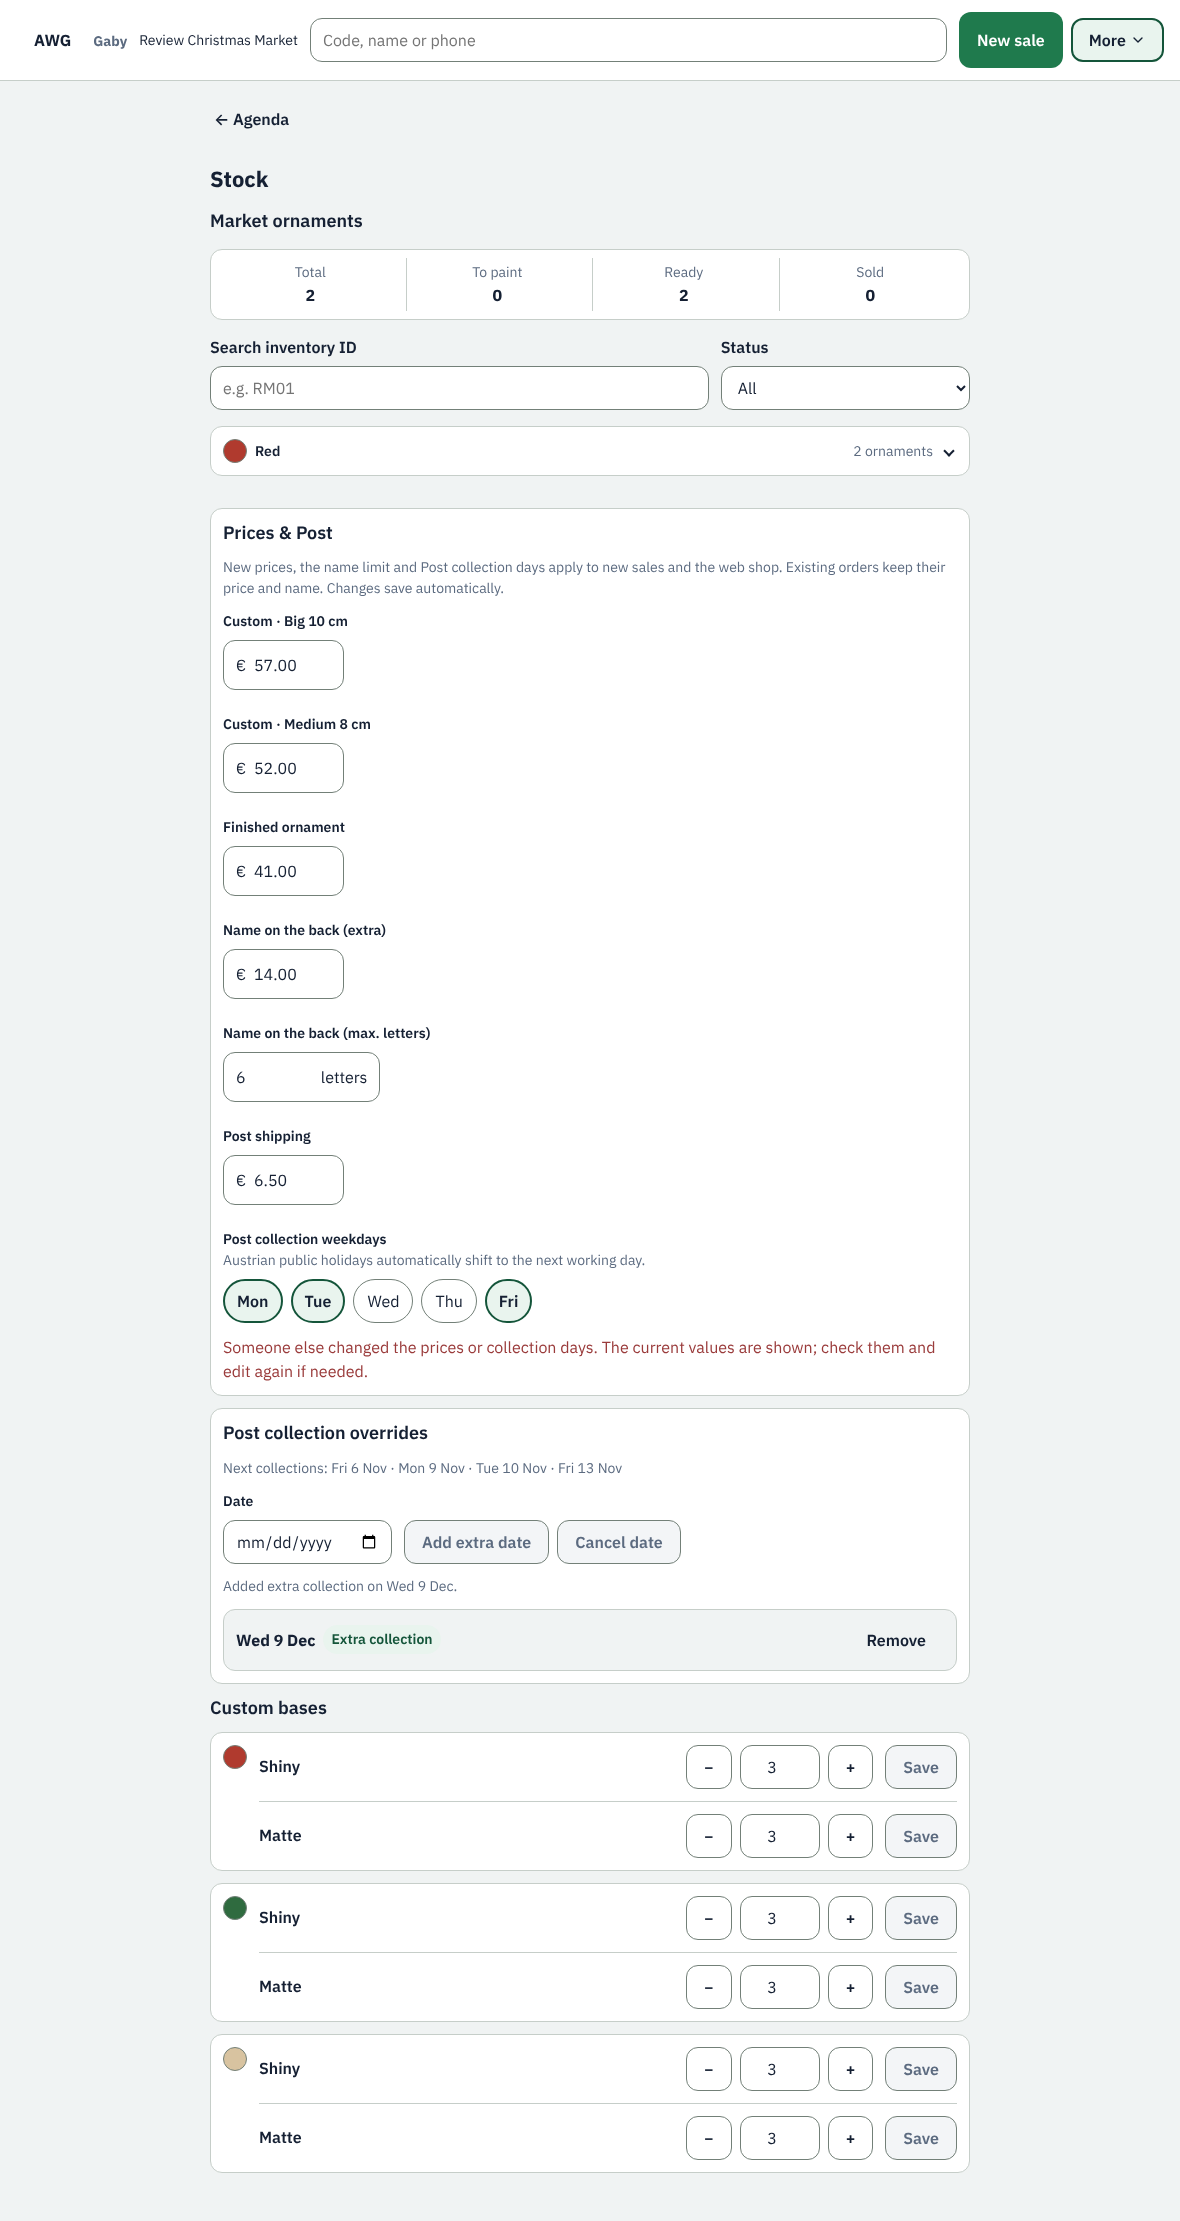 AWG Gaby Review Christmas Market Code, name or phone New sale More
← Agenda
Stock
Market ornaments
Total To paint Ready Sold
2 0 2 0
Search inventory ID Status
e.g. RM01 All
Red 2 ornaments
Prices & Post
New prices, the name limit and Post collection days apply to new sales and the web shop. Existing orders keep their
price and name. Changes save automatically.
Custom · Big 10 cm
€ 57.00
Custom · Medium 8 cm
€ 52.00
Finished ornament
€ 41.00
Name on the back (extra)
€ 14.00
Name on the back (max. letters)
6 letters
Post shipping
€ 6.50
Post collection weekdays
Austrian public holidays automatically shift to the next working day.
Mon Tue Wed Thu Fri
Someone else changed the prices or collection days. The current values are shown; check them and
edit again if needed.
Post collection overrides
Next collections: Fri 6 Nov · Mon 9 Nov · Tue 10 Nov · Fri 13 Nov
Date
mm/dd/yyyy Add extra date Cancel date
Added extra collection on Wed 9 Dec.
Wed 9 Dec Extra collection Remove
Custom bases
Shiny − 3 + Save
Matte − 3 + Save
Shiny − 3 + Save
Matte − 3 + Save
Shiny − 3 + Save
Matte − 3 + Save